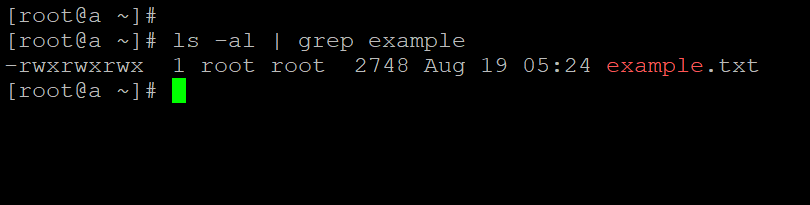 [root@a ~]#
[root@a ~]# ls -al | grep example
-rwxrwxrwx  1 root root  2748 Aug 19 05:24 example.txt
[root@a ~]#